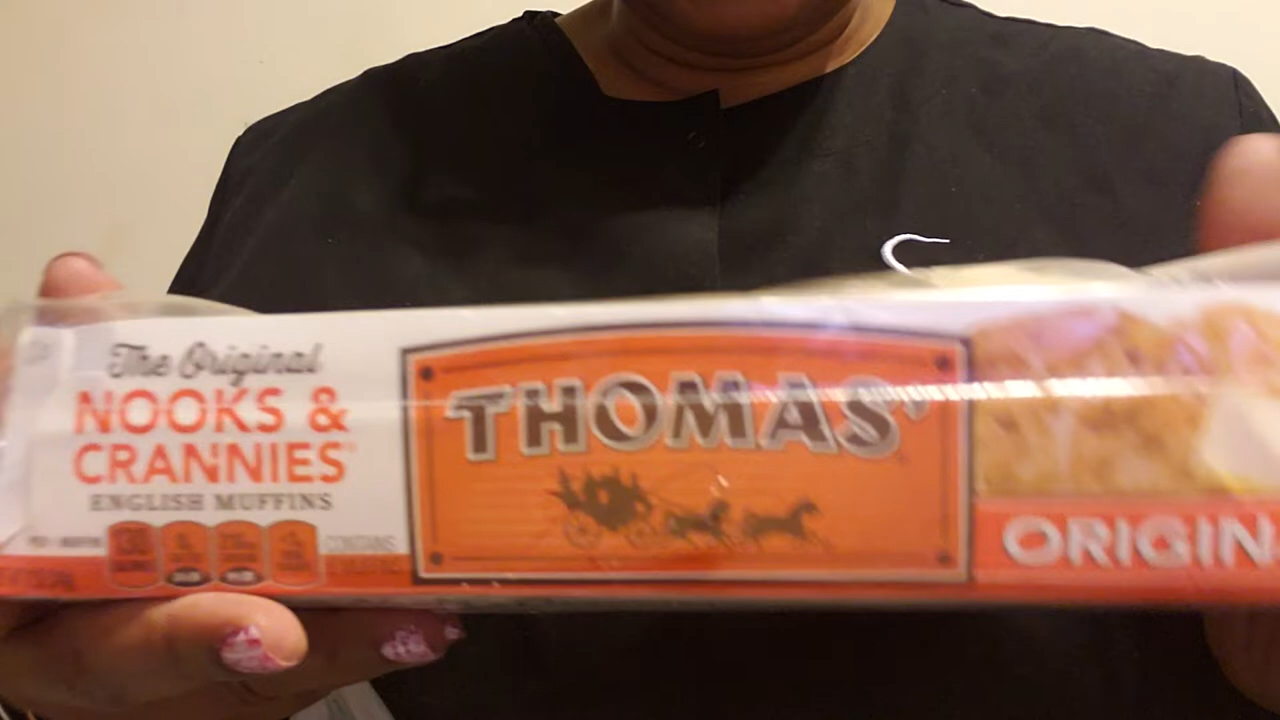 The Original
NOOKS &
CRANNIES®
ENGLISH MUFFINS
THOMAS'
ORIGIN